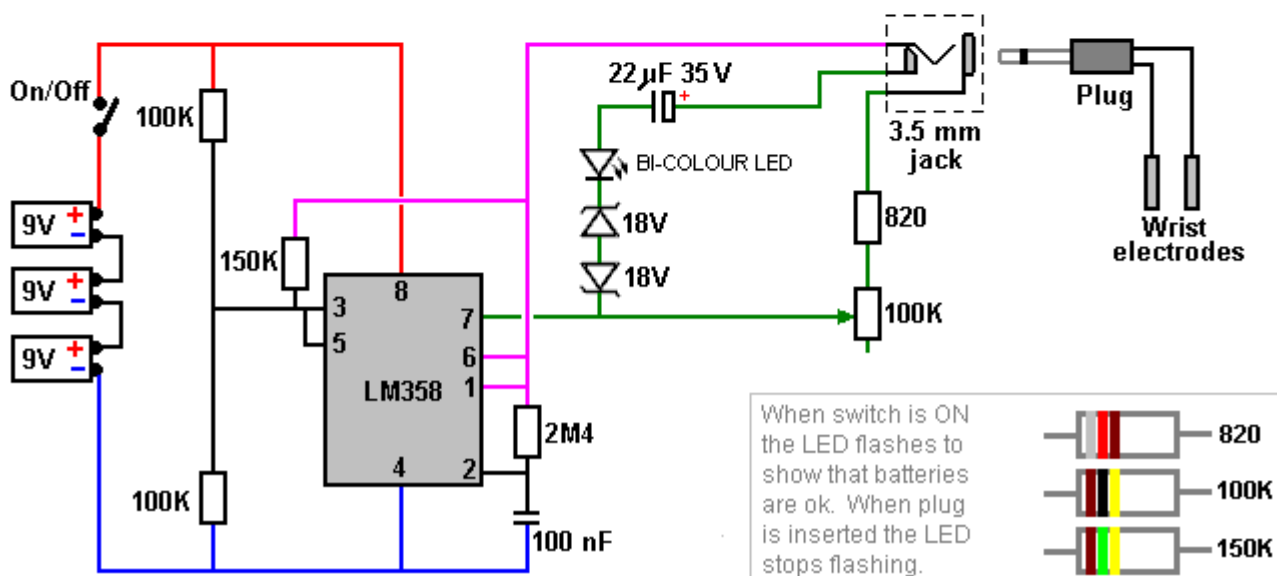 On/Off
9V + −
9V + −
9V + −
100K
100K
150K
LM358
8
3
5
7
6
1
2
4
22 µF 35 V
+
BI-COLOUR LED
18V
18V
2M4
100 nF
3.5 mm
jack
820
100K
Plug
Wrist
electrodes
When switch is ON
the LED flashes to
show that batteries
are ok. When plug
is inserted the LED
stops flashing.
820
100K
150K